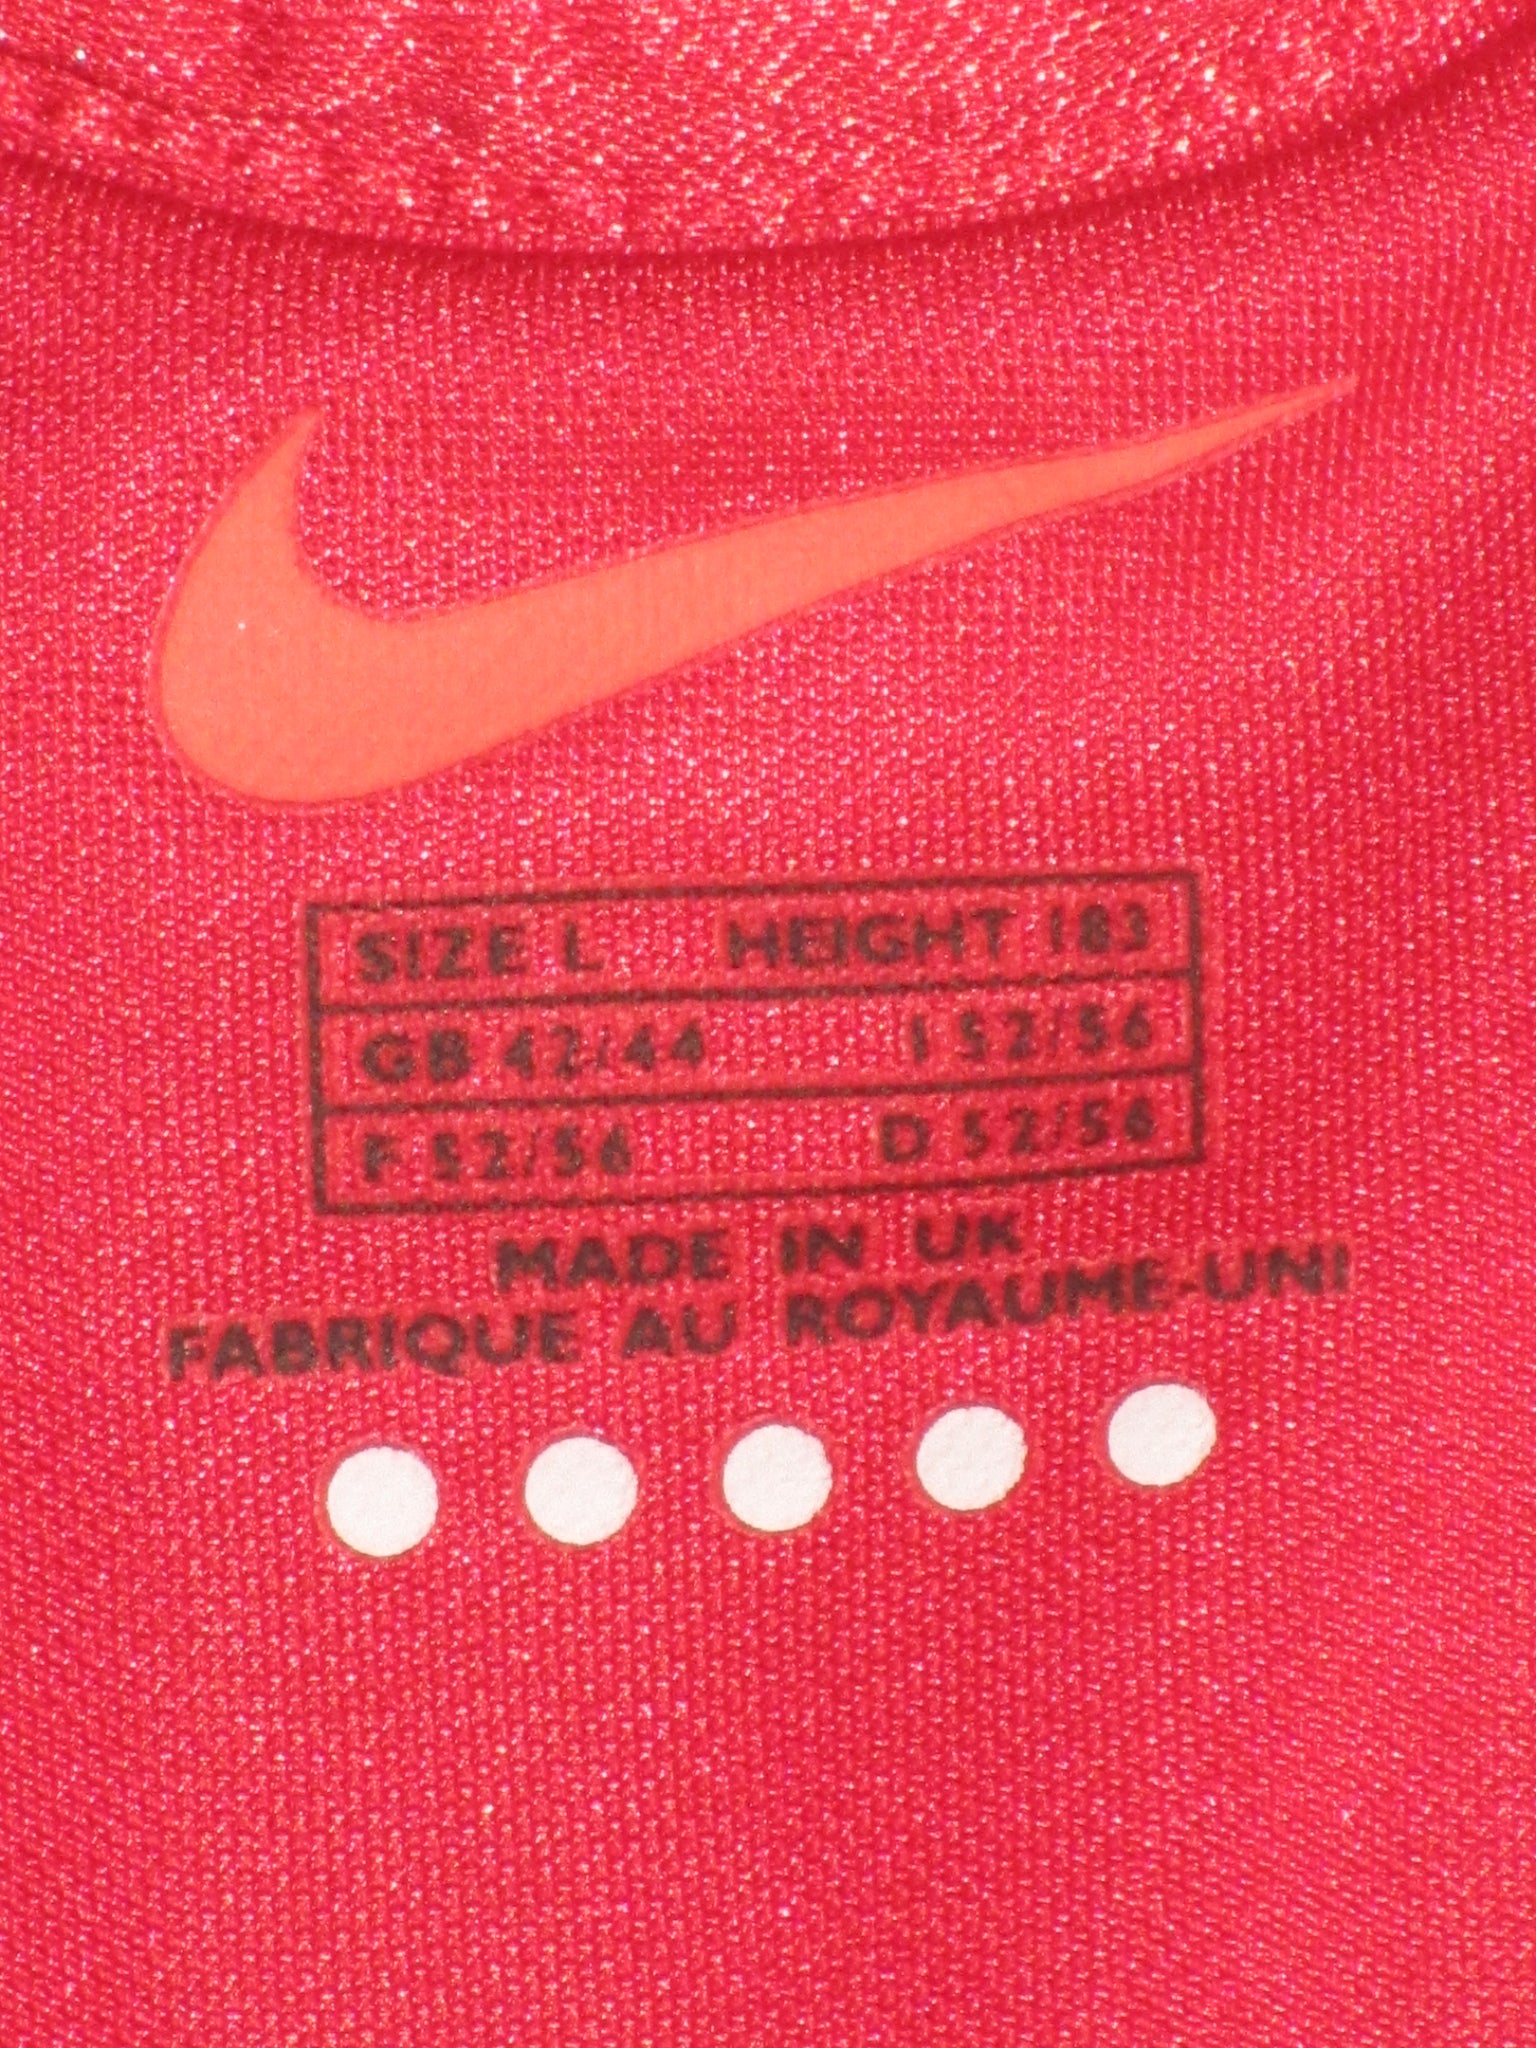 SIZE L HEIGHT 183
GB 42/44 I 52/56
F 52/56 D 52/56
MADE IN UK
FABRIQUE AU ROYAUME-UNI